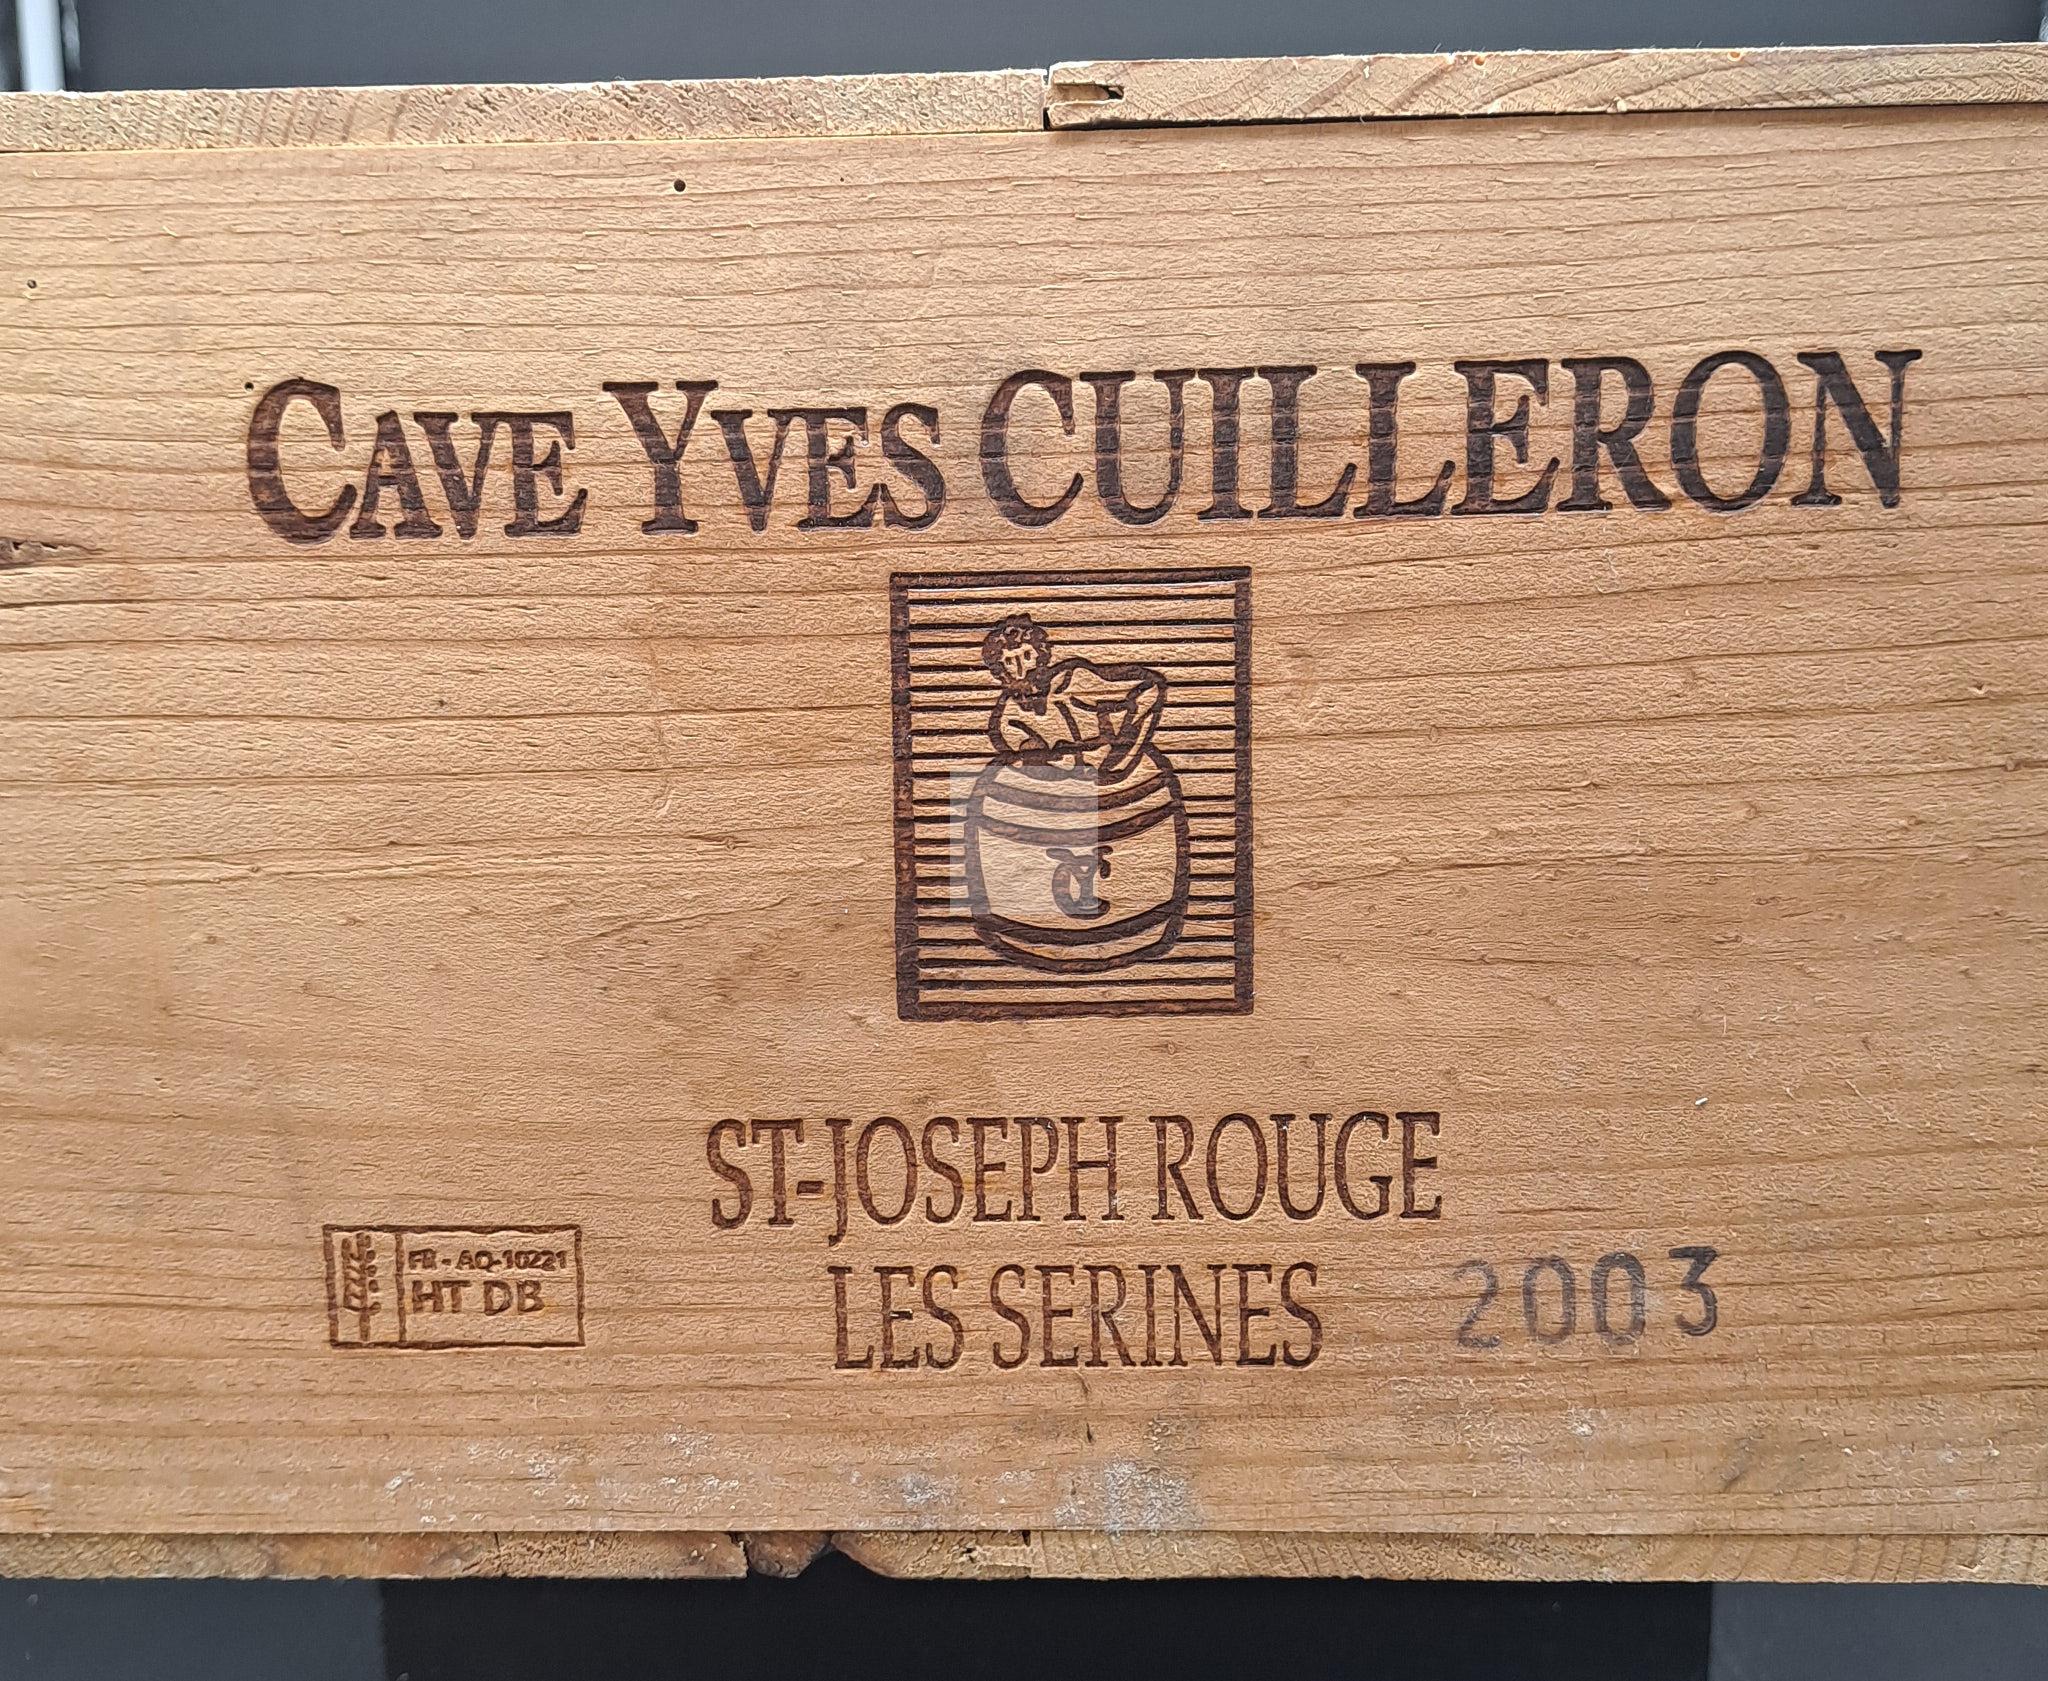 CAVE YVES CUILLERON
ST-JOSEPH ROUGE
LES SERINES
2003
FR - AQ-10221
HT DB